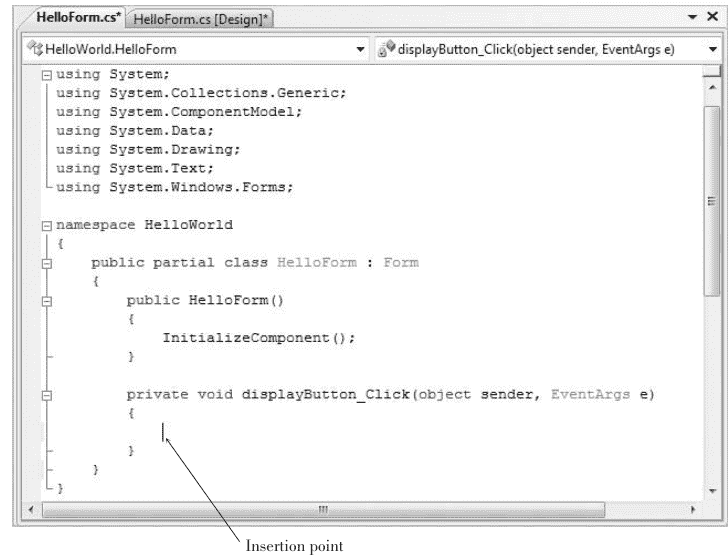 HelloForm.cs* HelloForm.cs [Design]*
HelloWorld.HelloForm displayButton_Click(object sender, EventArgs e)
using System;
using System.Collections.Generic;
using System.ComponentModel;
using System.Data;
using System.Drawing;
using System.Text;
using System.Windows.Forms;
namespace HelloWorld
{
public partial class HelloForm : Form
{
public HelloForm()
{
InitializeComponent();
}
private void displayButton_Click(object sender, EventArgs e)
{
}
}
}
Insertion point